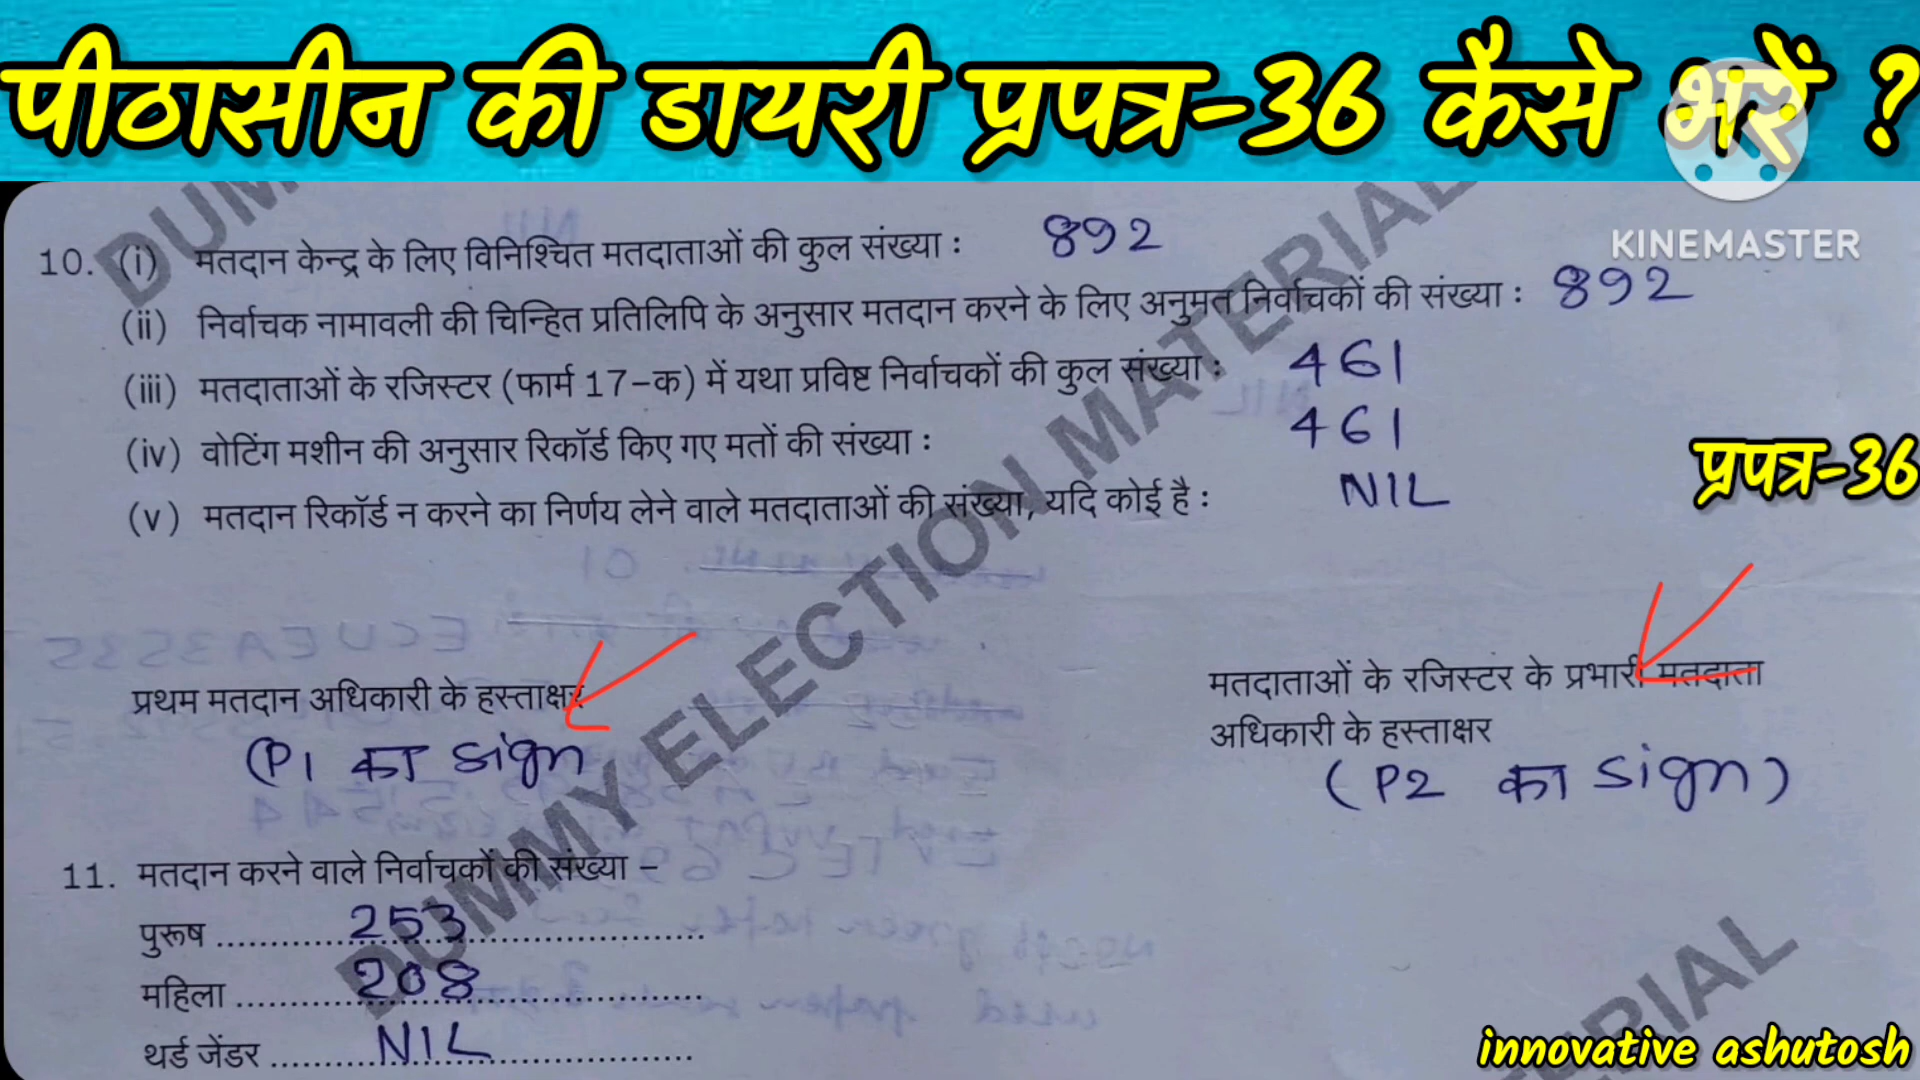 पीठासीन की डायरी प्रपत्र-36 कैसे भरें ?
KINEMASTER
10. (i) मतदान केन्द्र के लिए विनिश्चित मतदाताओं की कुल संख्या : 892
(ii) निर्वाचक नामावली की चिन्हित प्रतिलिपि के अनुसार मतदान करने के लिए अनुमत निर्वाचकों की संख्या : 892
(iii) मतदाताओं के रजिस्टर (फार्म 17-क) में यथा प्रविष्ट निर्वाचकों की कुल संख्या : 461
(iv) वोटिंग मशीन की अनुसार रिकॉर्ड किए गए मतों की संख्या : 461
(v) मतदान रिकॉर्ड न करने का निर्णय लेने वाले मतदाताओं की संख्या, यदि कोई है : NIL
प्रपत्र-36
प्रथम मतदान अधिकारी के हस्ताक्षर
(P1 का sign
मतदाताओं के रजिस्टर के प्रभारी मतदाता
अधिकारी के हस्ताक्षर
(P2 का sign)
11. मतदान करने वाले निर्वाचकों की संख्या –
पुरूष ........ 253 ........
महिला ........ 208 ........
थर्ड जेंडर ........ NIL ........
DUMMY ELECTION MATERIAL
innovative ashutosh